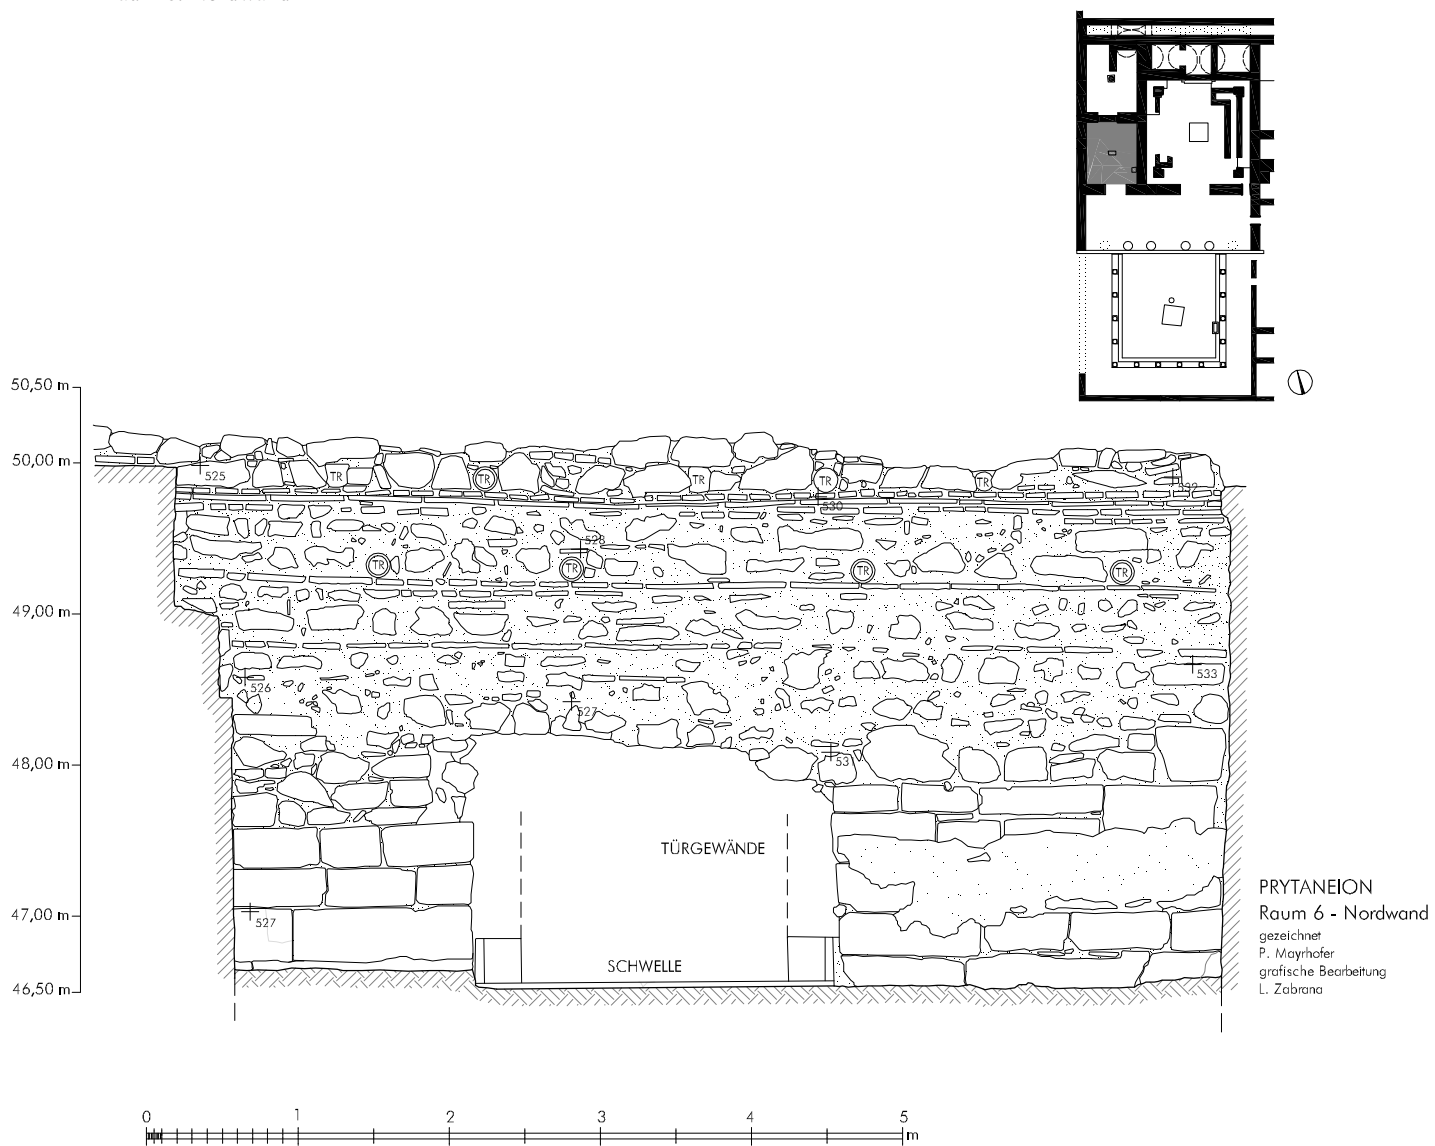 50,50 m
50,00 m
525
TR
TR
TR
TR
TR
530
528
TR
TR
TR
TR
49,00 m
526
527
533
48,00 m
53
TÜRGEWÄNDE
47,00 m
527
SCHWELLE
46,50 m
PRYTANEION
Raum 6 - Nordwand
gezeichnet
P. Mayrhofer
grafische Bearbeitung
L. Zabrana
0 1 2 3 4 5
m